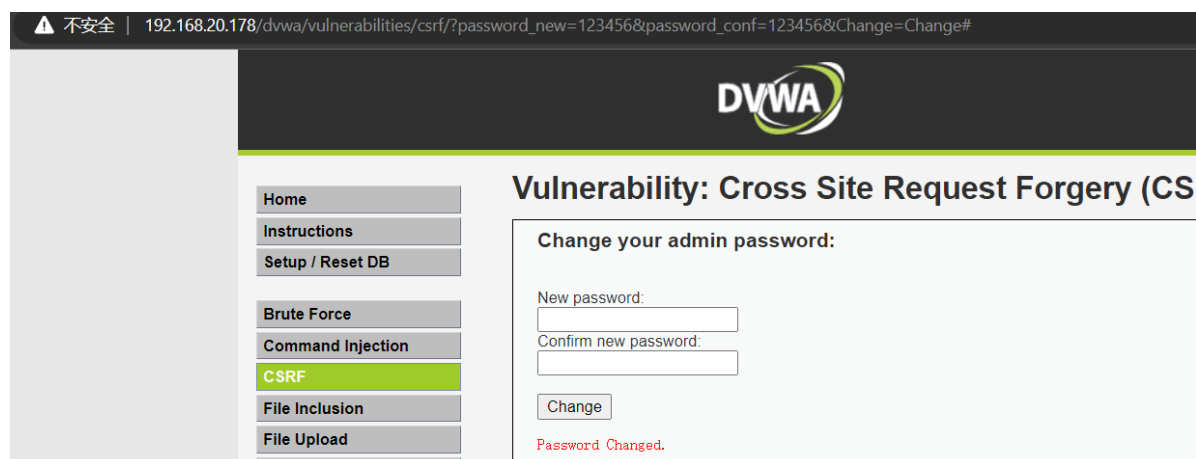 不安全 | 192.168.20.178/dvwa/vulnerabilities/csrf/?password_new=123456&password_conf=123456&Change=Change#
DVWA
Vulnerability: Cross Site Request Forgery (CS
Home
Instructions
Setup / Reset DB
Brute Force
Command Injection
CSRF
File Inclusion
File Upload
Change your admin password:
New password:
Confirm new password:
Change
Password Changed.